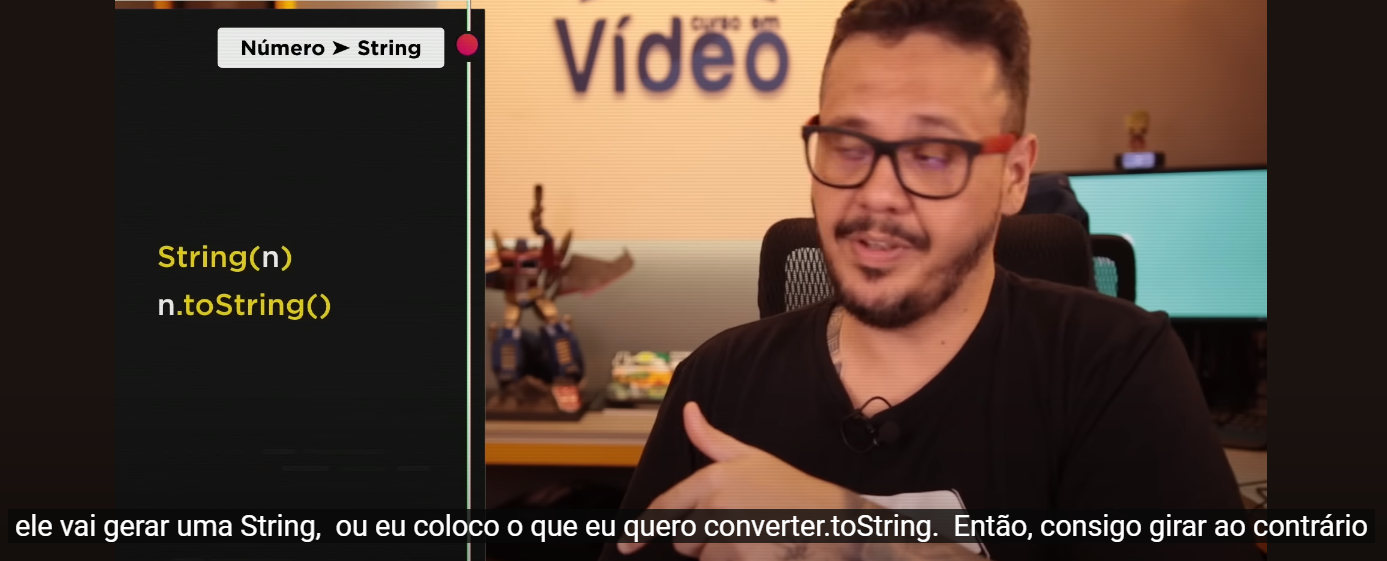 curso em
Vídeo
Número ➤ String
String(n)
n.toString()
ele vai gerar uma String, ou eu coloco o que eu quero converter.toString. Então, consigo girar ao contrário